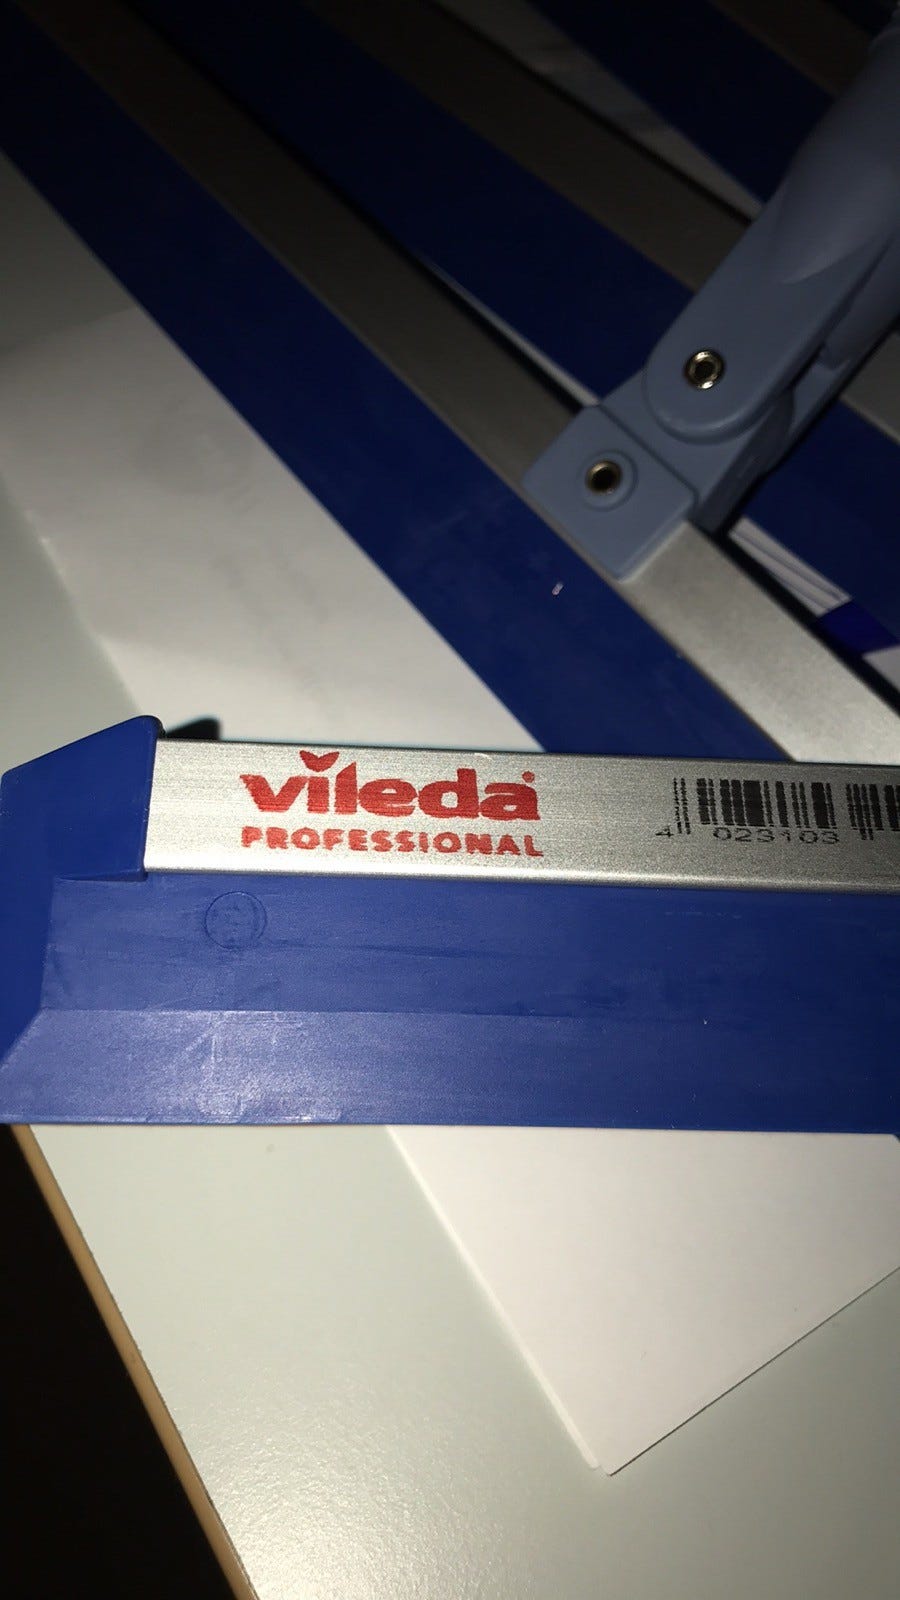 vileda®
PROFESSIONAL
4 023103